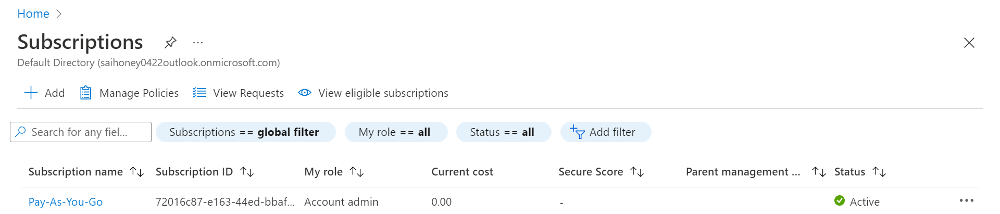 Home
Subscriptions
Default Directory (saihoney0422outlook.onmicrosoft.com)
Add Manage Policies View Requests View eligible subscriptions
Search for any fiel... Subscriptions == global filter My role == all Status == all Add filter
Subscription name Subscription ID My role Current cost Secure Score Parent management ... Status
Pay-As-You-Go 72016c87-e163-44ed-bbaf... Account admin 0.00 - Active